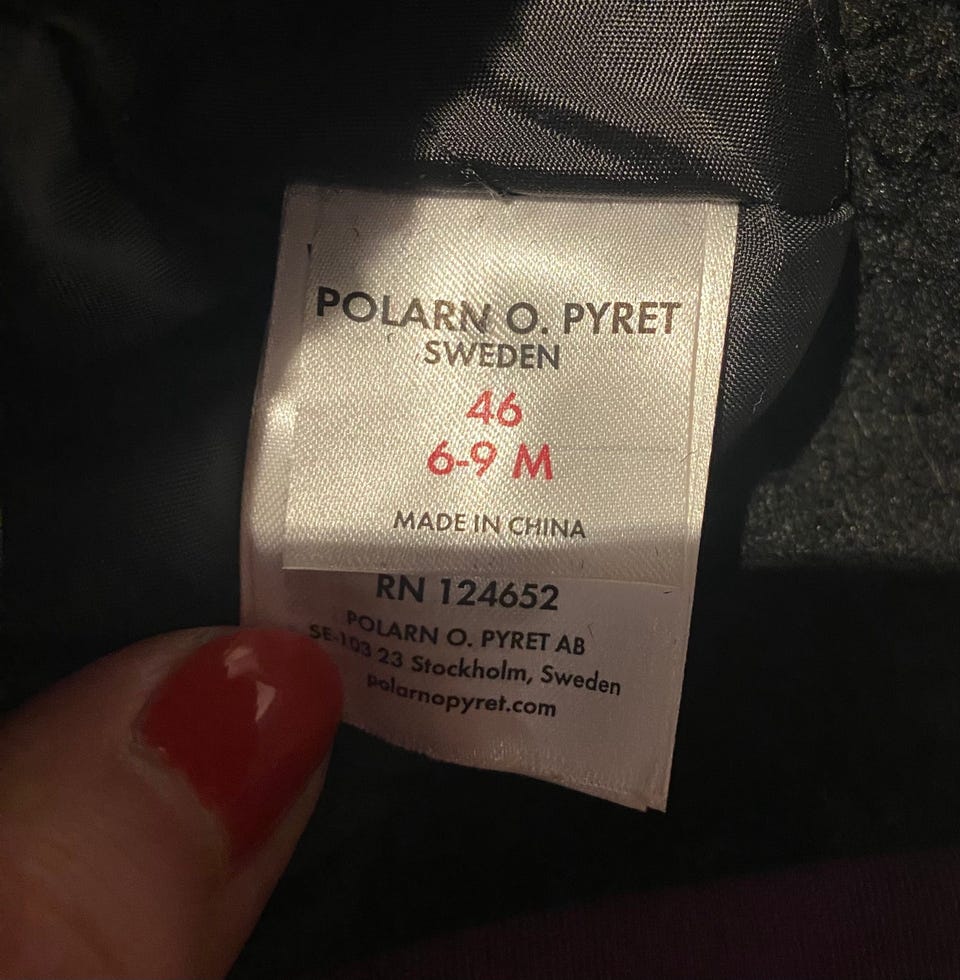 POLARN O. PYRET
SWEDEN
46
6-9 M
MADE IN CHINA
RN 124652
POLARN O. PYRET AB
SE-103 23 Stockholm, Sweden
polarnopyret.com